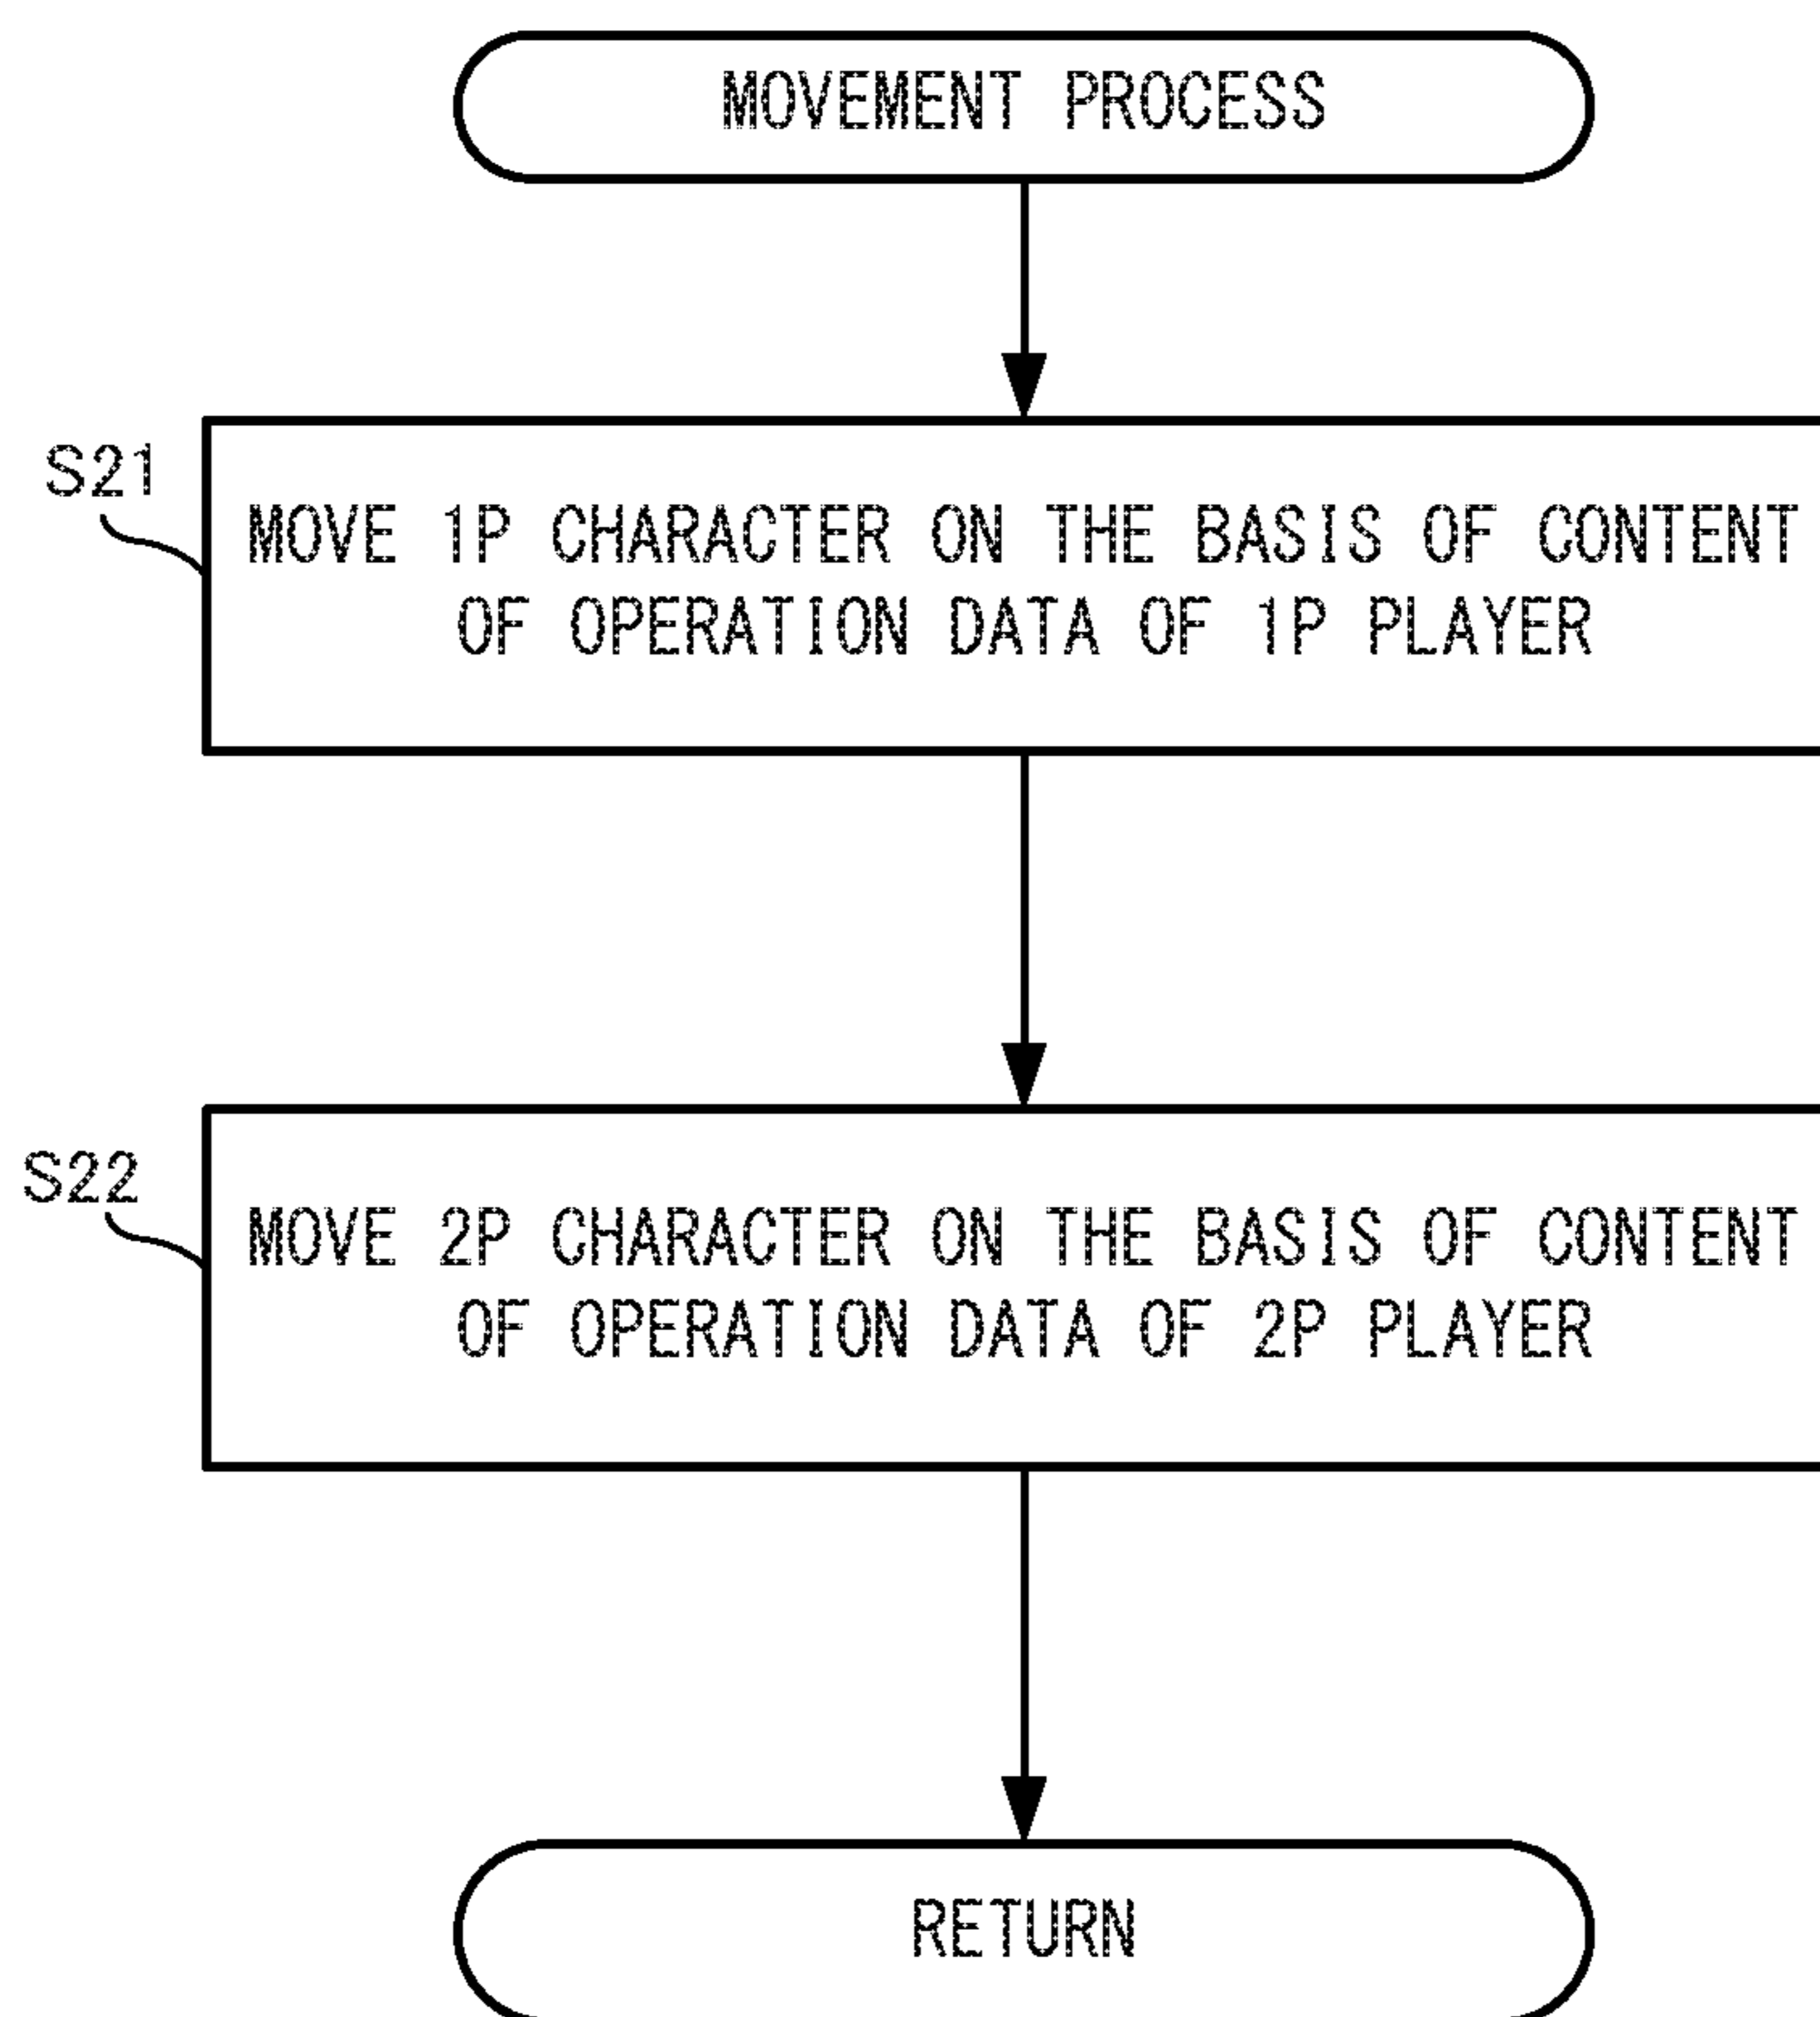 MOVEMENT PROCESS
S21
MOVE 1P CHARACTER ON THE BASIS OF CONTENT
OF OPERATION DATA OF 1P PLAYER
S22
MOVE 2P CHARACTER ON THE BASIS OF CONTENT
OF OPERATION DATA OF 2P PLAYER
RETURN